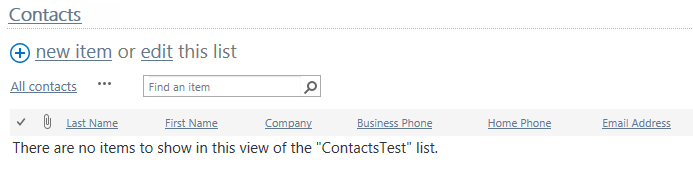 Contacts
new item or edit this list
All contacts ••• Find an item
Last Name First Name Company Business Phone Home Phone Email Address
There are no items to show in this view of the "ContactsTest" list.